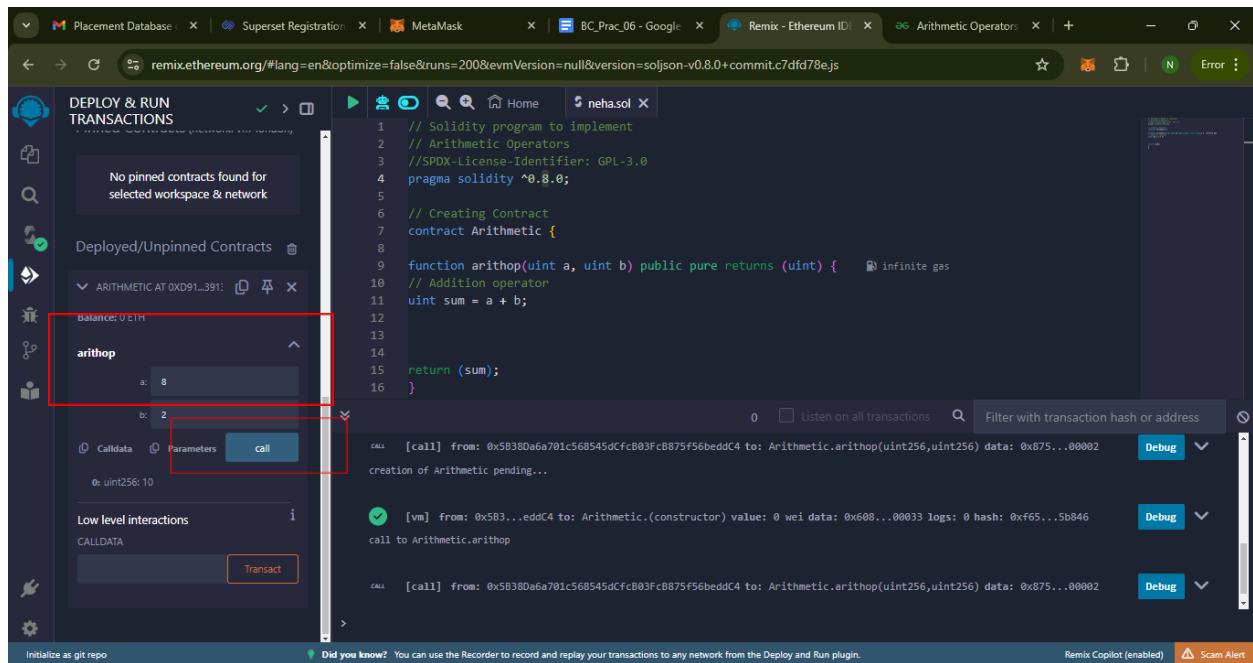 Placement Database c
Superset Registration
MetaMask
BC_Prac_06 - Google
Remix - Ethereum IDE
Arithmetic Operators
remix.ethereum.org/#lang=en&optimize=false&runs=200&evmVersion=null&version=soljson-v0.8.0+commit.c7dfd78e.js
N
Error
DEPLOY & RUN
TRANSACTIONS
No pinned contracts found for
selected workspace & network
Deployed/Unpinned Contracts
ARITHMETIC AT 0XD91...3913
Balance: 0 ETH
arithop
a: 8
b: 2
Calldata Parameters call
0: uint256: 10
Low level interactions i
CALLDATA
Transact
Home neha.sol
1 // Solidity program to implement
2 // Arithmetic Operators
3 //SPDX-License-Identifier: GPL-3.0
4 pragma solidity ^0.8.0;
5
6 // Creating Contract
7 contract Arithmetic {
8
9 function arithop(uint a, uint b) public pure returns (uint) { infinite gas
10 // Addition operator
11 uint sum = a + b;
12
13
14
15 return (sum);
16 }
0 Listen on all transactions Filter with transaction hash or address
CALL [call] from: 0x5B38Da6a701c568545dCfcB03FcB875f56beddC4 to: Arithmetic.arithop(uint256,uint256) data: 0x875...00002 Debug
creation of Arithmetic pending...
[vm] from: 0x5B3...eddC4 to: Arithmetic.(constructor) value: 0 wei data: 0x608...00033 logs: 0 hash: 0xf65...5b846 Debug
call to Arithmetic.arithop
CALL [call] from: 0x5B38Da6a701c568545dCfcB03FcB875f56beddC4 to: Arithmetic.arithop(uint256,uint256) data: 0x875...00002 Debug
>
Initialize as git repo
Did you know? You can use the Recorder to record and replay your transactions to any network from the Deploy and Run plugin.
Remix Copilot (enabled)
Scam Alert